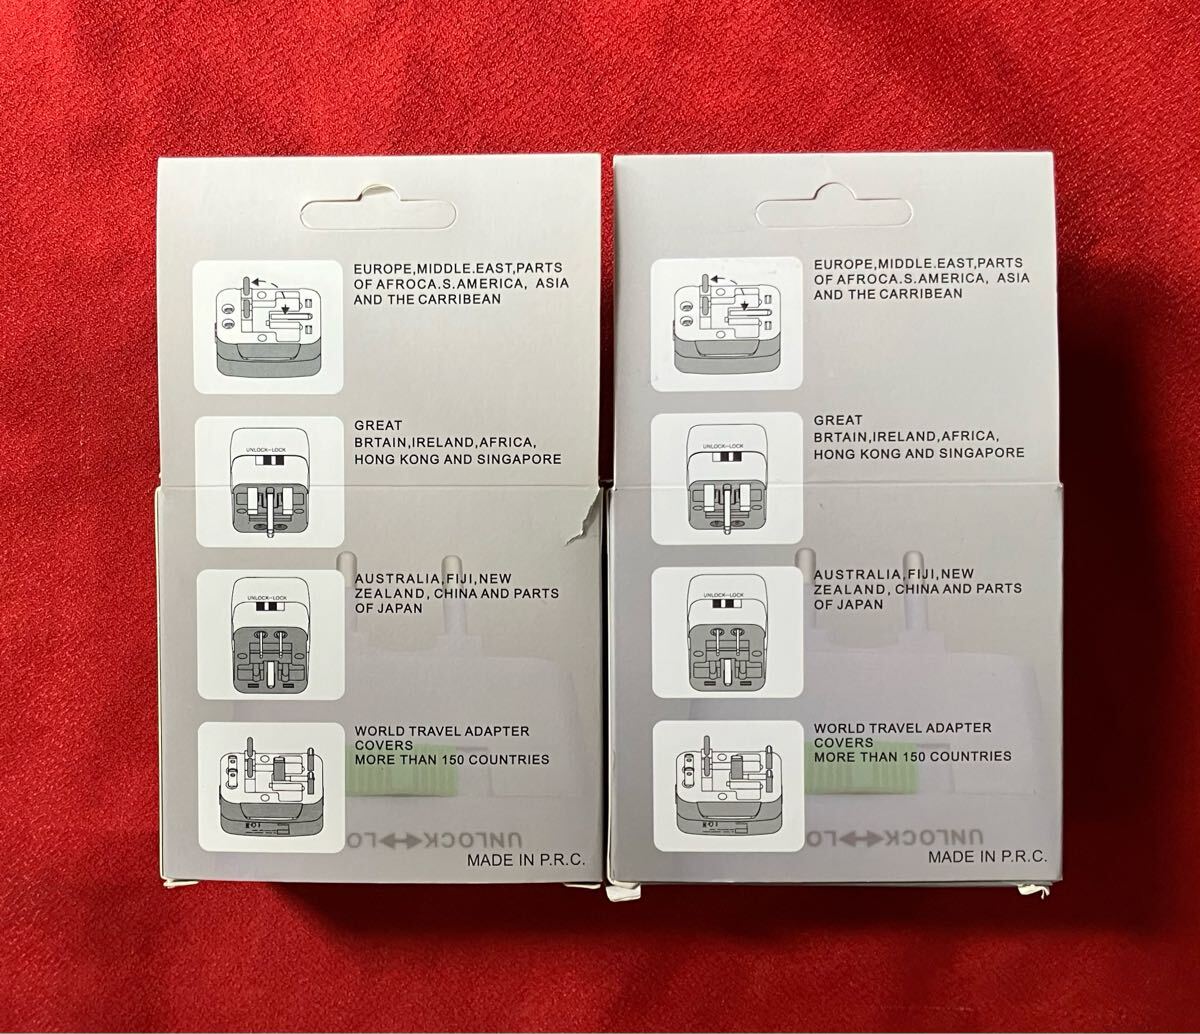 EUROPE,MIDDLE.EAST,PARTS
OF AFROCA.S.AMERICA, ASIA
AND THE CARRIBEAN
UNLOCK--LOCK
GREAT
BRTAIN,IRELAND,AFRICA,
HONG KONG AND SINGAPORE
UNLOCK--LOCK
AUSTRALIA,FIJI,NEW
ZEALAND, CHINA AND PARTS
OF JAPAN
WORLD TRAVEL ADAPTER
COVERS
MORE THAN 150 COUNTRIES
UNLOCK↔LO
MADE IN P.R.C.
EUROPE,MIDDLE.EAST,PARTS
OF AFROCA.S.AMERICA, ASIA
AND THE CARRIBEAN
UNLOCK--LOCK
GREAT
BRTAIN,IRELAND,AFRICA,
HONG KONG AND SINGAPORE
UNLOCK--LOCK
AUSTRALIA,FIJI,NEW
ZEALAND, CHINA AND PARTS
OF JAPAN
WORLD TRAVEL ADAPTER
COVERS
MORE THAN 150 COUNTRIES
UNLOCK↔LO
MADE IN P.R.C.